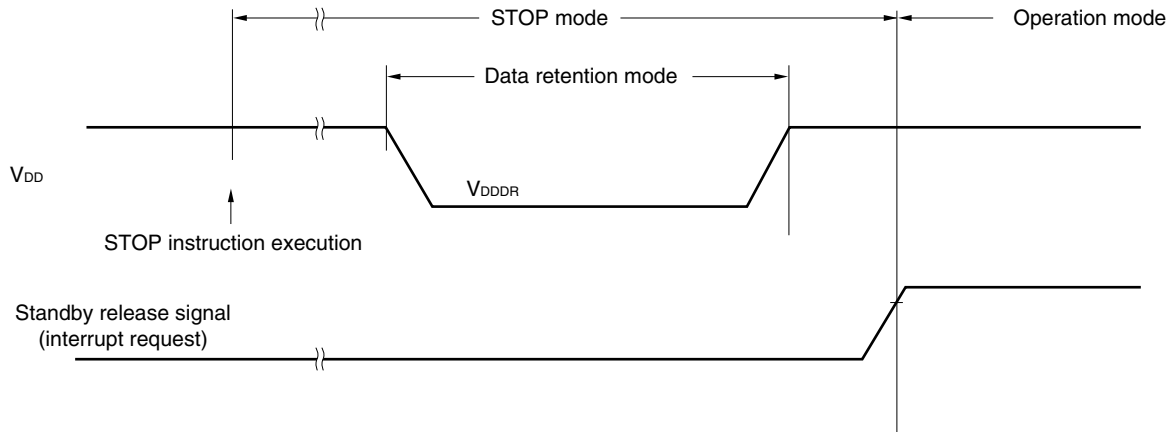 STOP mode
Operation mode
Data retention mode
VDD
VDDDR
STOP instruction execution
Standby release signal
(interrupt request)